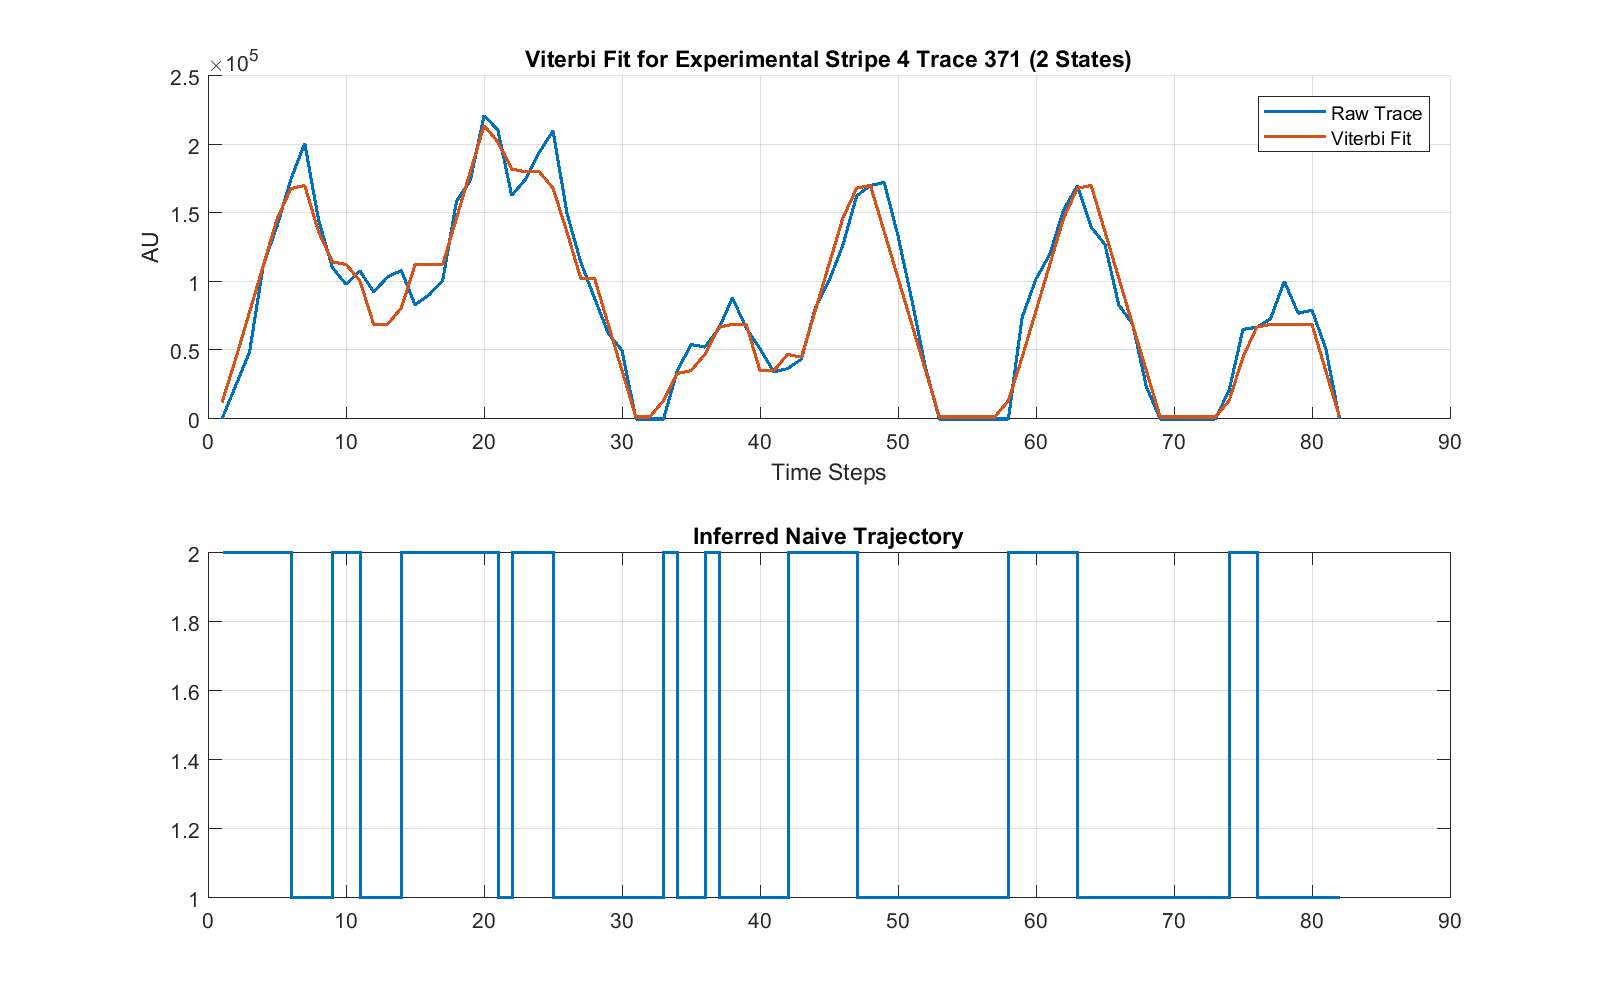 Viterbi Fit for Experimental Stripe 4 Trace 371 (2 States)
×10^5
2.5
2
1.5
1
0.5
0
AU
Raw Trace
Viterbi Fit
0 10 20 30 40 50 60 70 80 90
Time Steps
Inferred Naive Trajectory
2
1.8
1.6
1.4
1.2
1
0 10 20 30 40 50 60 70 80 90